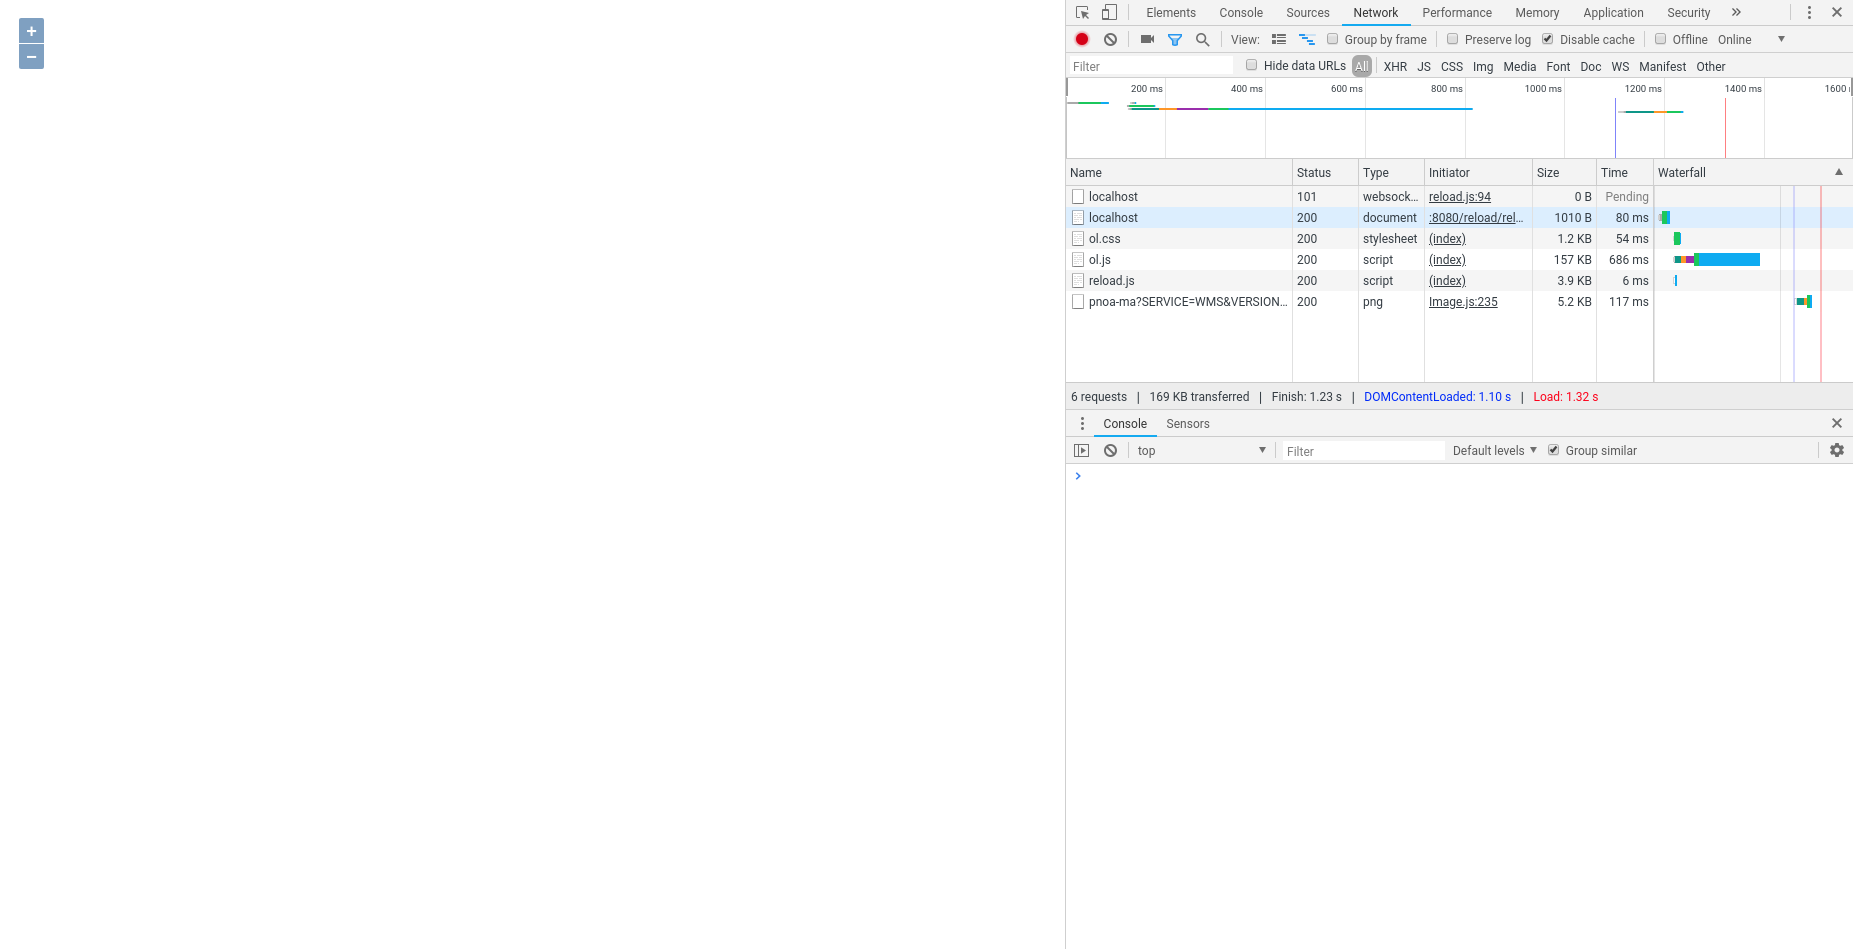 +
−
Elements Console Sources Network Performance Memory Application Security »
View: Group by frame Preserve log Disable cache Offline Online
Filter Hide data URLs All XHR JS CSS Img Media Font Doc WS Manifest Other
200 ms 400 ms 600 ms 800 ms 1000 ms 1200 ms 1400 ms 1600
Name Status Type Initiator Size Time Waterfall
localhost 101 websock… reload.js:94 0 B Pending
localhost 200 document :8080/reload/rel… 1010 B 80 ms
ol.css 200 stylesheet (index) 1.2 KB 54 ms
ol.js 200 script (index) 157 KB 686 ms
reload.js 200 script (index) 3.9 KB 6 ms
pnoa-ma?SERVICE=WMS&VERSION… 200 png Image.js:235 5.2 KB 117 ms
6 requests | 169 KB transferred | Finish: 1.23 s | DOMContentLoaded: 1.10 s | Load: 1.32 s
Console Sensors
top Filter Default levels Group similar